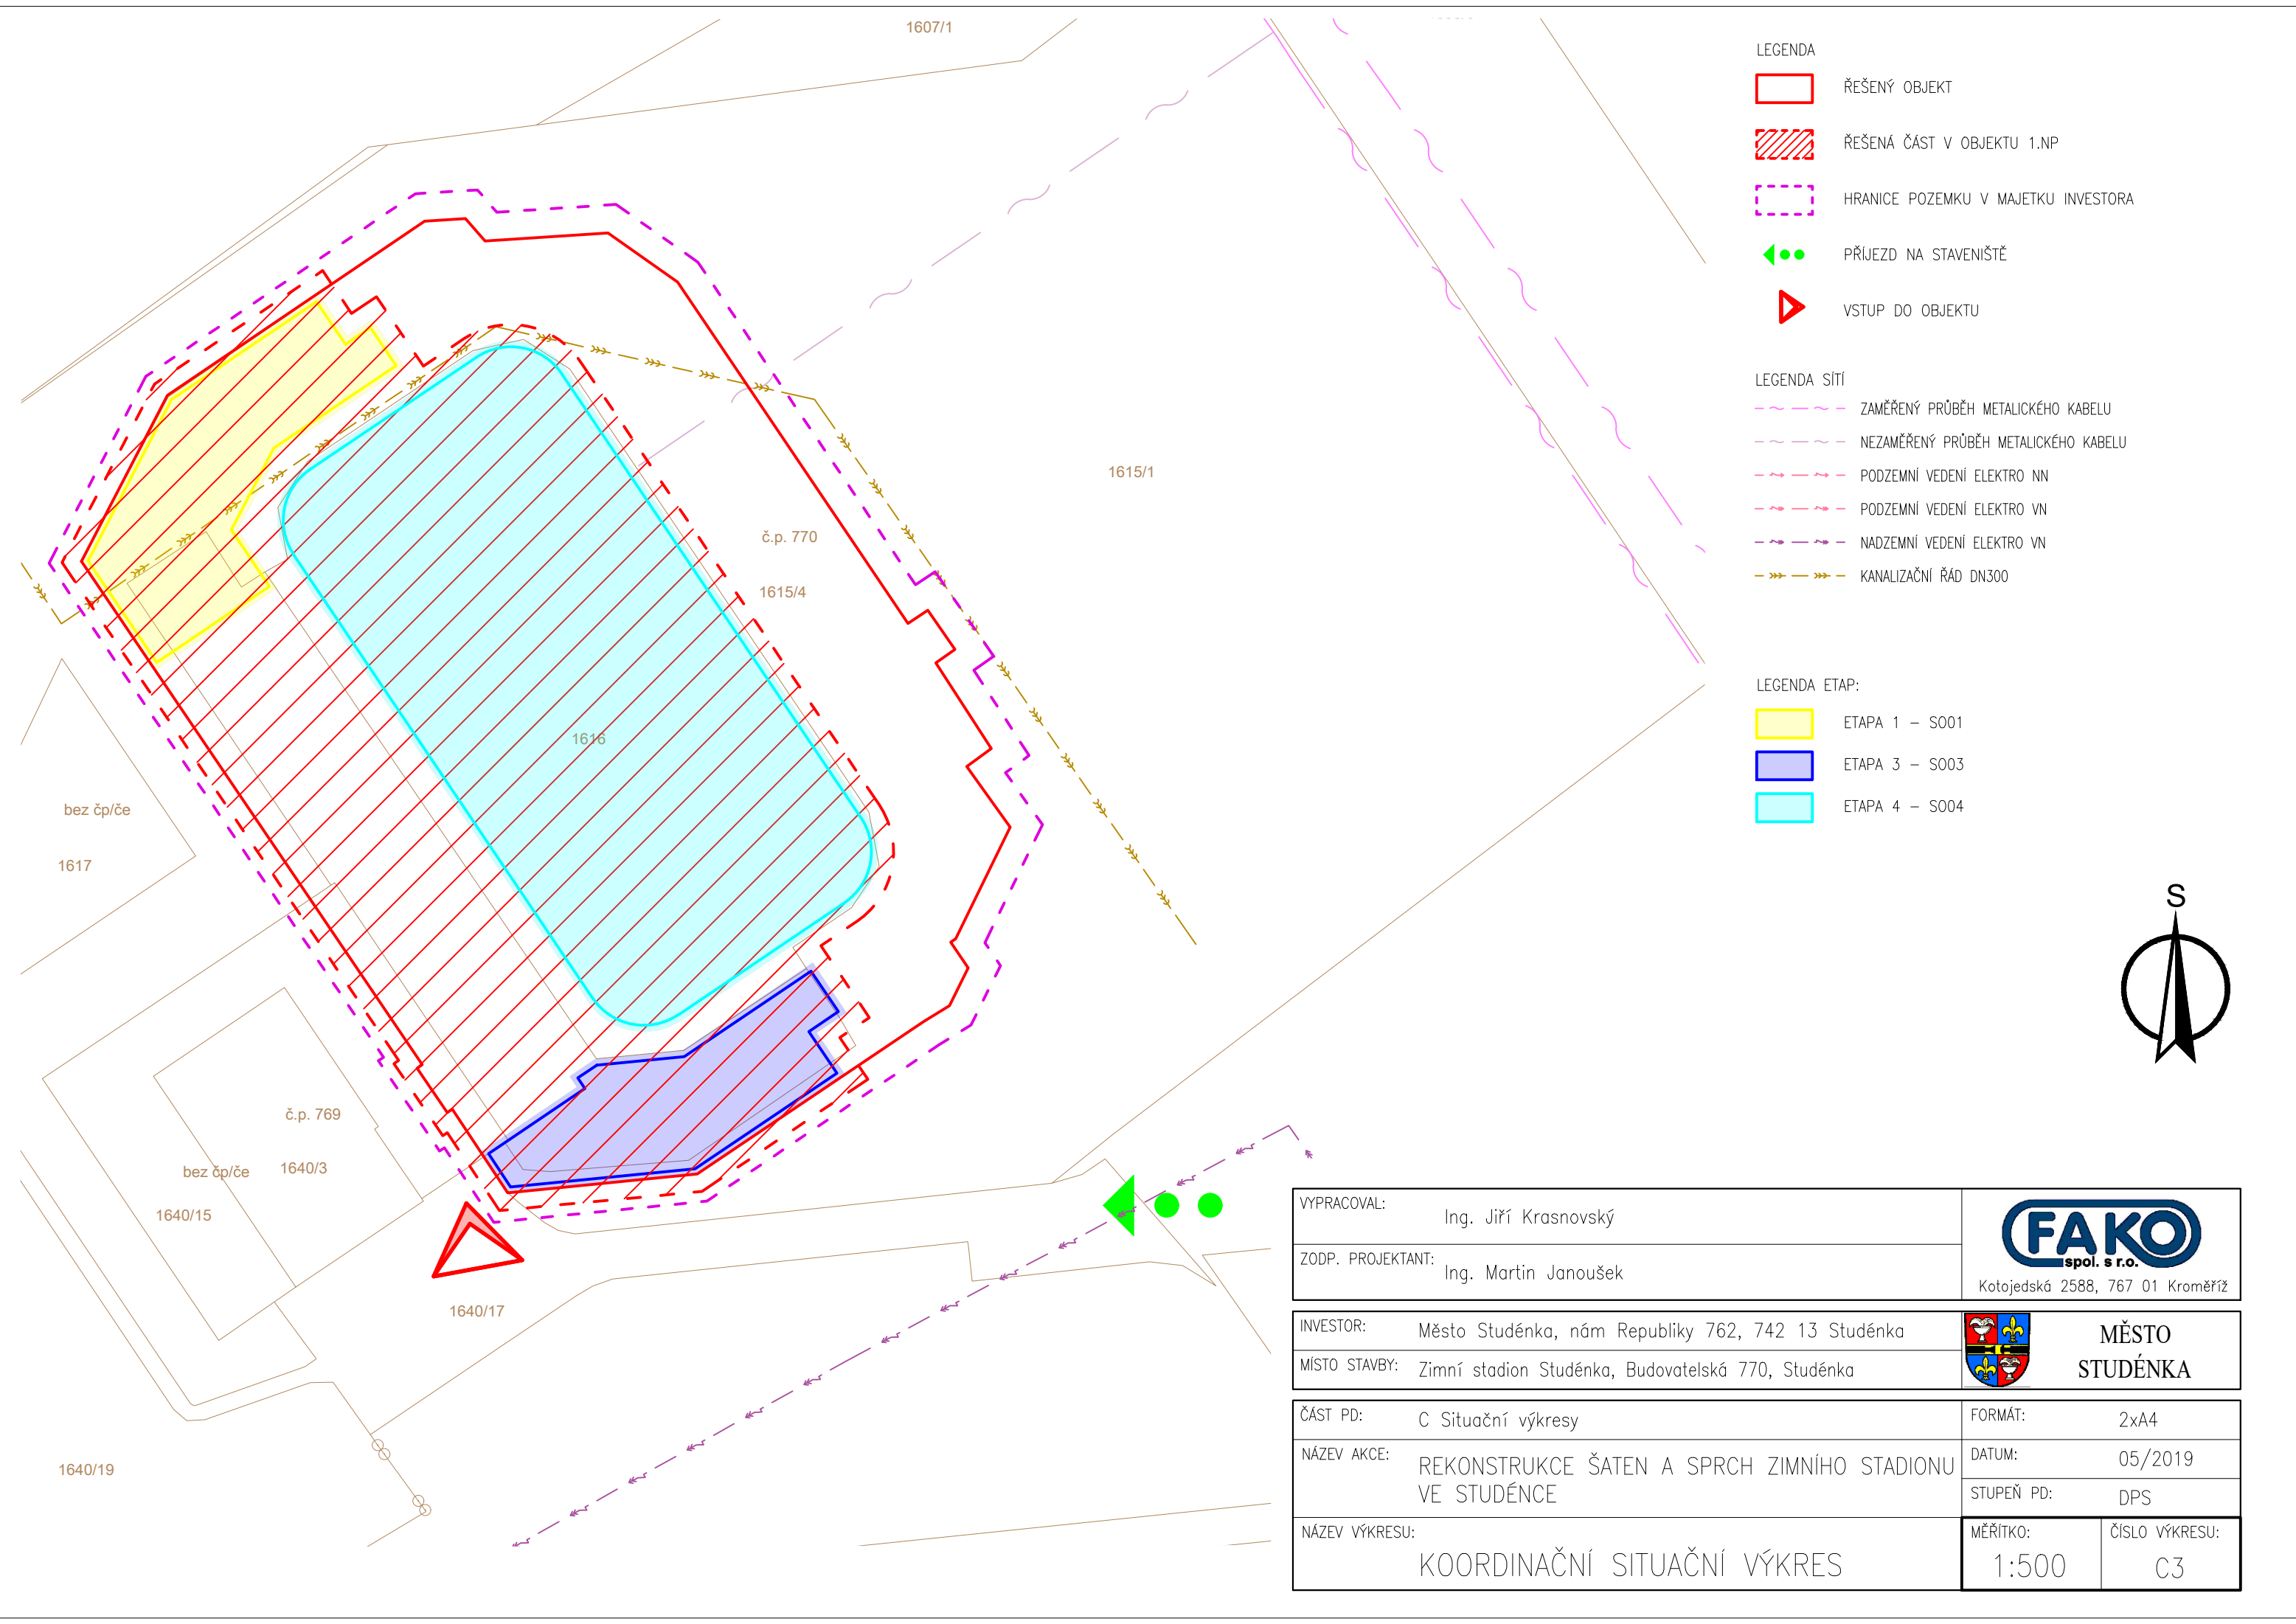 1607/1
1615/1
č.p. 770
1615/4
1616
bez čp/če
1617
č.p. 769
bez čp/če
1640/3
1640/15
1640/17
1640/19
LEGENDA
ŘEŠENÝ OBJEKT
ŘEŠENÁ ČÁST V OBJEKTU 1.NP
HRANICE POZEMKU V MAJETKU INVESTORA
PŘÍJEZD NA STAVENIŠTĚ
VSTUP DO OBJEKTU
LEGENDA SÍTÍ
ZAMĚŘENÝ PRŮBĚH METALICKÉHO KABELU
NEZAMĚŘENÝ PRŮBĚH METALICKÉHO KABELU
PODZEMNÍ VEDENÍ ELEKTRO NN
PODZEMNÍ VEDENÍ ELEKTRO VN
NADZEMNÍ VEDENÍ ELEKTRO VN
KANALIZAČNÍ ŘÁD DN300
LEGENDA ETAP:
ETAPA 1 – SO01
ETAPA 3 – SO03
ETAPA 4 – SO04
S
VYPRACOVAL:
Ing. Jiří Krasnovský
ZODP. PROJEKTANT:
Ing. Martin Janoušek
FAKO
spol. s r.o.
Kotojedská 2588, 767 01 Kroměříž
INVESTOR:
Město Studénka, nám Republiky 762, 742 13 Studénka
MÍSTO STAVBY:
Zimní stadion Studénka, Budovatelská 770, Studénka
MĚSTO
STUDÉNKA
ČÁST PD:
C Situační výkresy
FORMÁT:
2xA4
NÁZEV AKCE:
REKONSTRUKCE ŠATEN A SPRCH ZIMNÍHO STADIONU
VE STUDÉNCE
DATUM:
05/2019
STUPEŇ PD:
DPS
NÁZEV VÝKRESU:
KOORDINAČNÍ SITUAČNÍ VÝKRES
MĚŘÍTKO:
1:500
ČÍSLO VÝKRESU:
C3